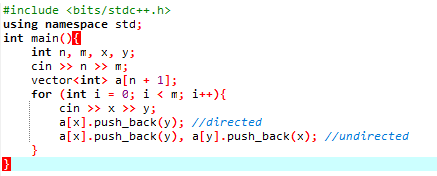 #include <bits/stdc++.h>
using namespace std;
int main(){
    int n, m, x, y;
    cin >> n >> m;
    vector<int> a[n + 1];
    for (int i = 0; i < m; i++){
        cin >> x >> y;
        a[x].push_back(y); //directed
        a[x].push_back(y), a[y].push_back(x); //undirected
    }
}